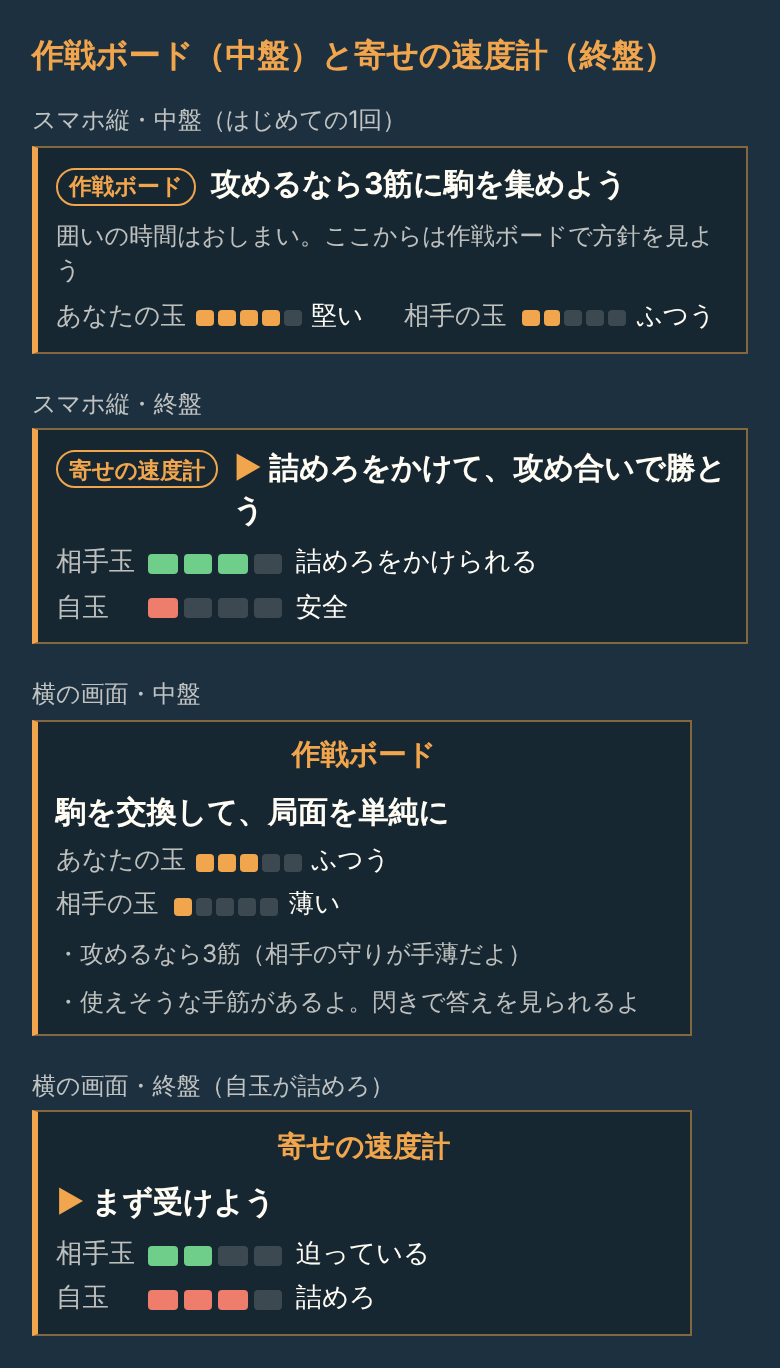 作戦ボード（中盤）と寄せの速度計（終盤）
スマホ縦・中盤（はじめての1回）
作戦ボード 攻めるなら3筋に駒を集めよう
囲いの時間はおしまい。ここからは作戦ボードで方針を見よ
う
あなたの玉 堅い 相手の玉 ふつう
スマホ縦・終盤
寄せの速度計 ▶ 詰めろをかけて、攻め合いで勝と
う
相手玉 詰めろをかけられる
自玉 安全
横の画面・中盤
作戦ボード
駒を交換して、局面を単純に
あなたの玉 ふつう
相手の玉 薄い
・攻めるなら3筋（相手の守りが手薄だよ）
・使えそうな手筋があるよ。閃きで答えを見られるよ
横の画面・終盤（自玉が詰めろ）
寄せの速度計
▶ まず受けよう
相手玉 迫っている
自玉 詰めろ